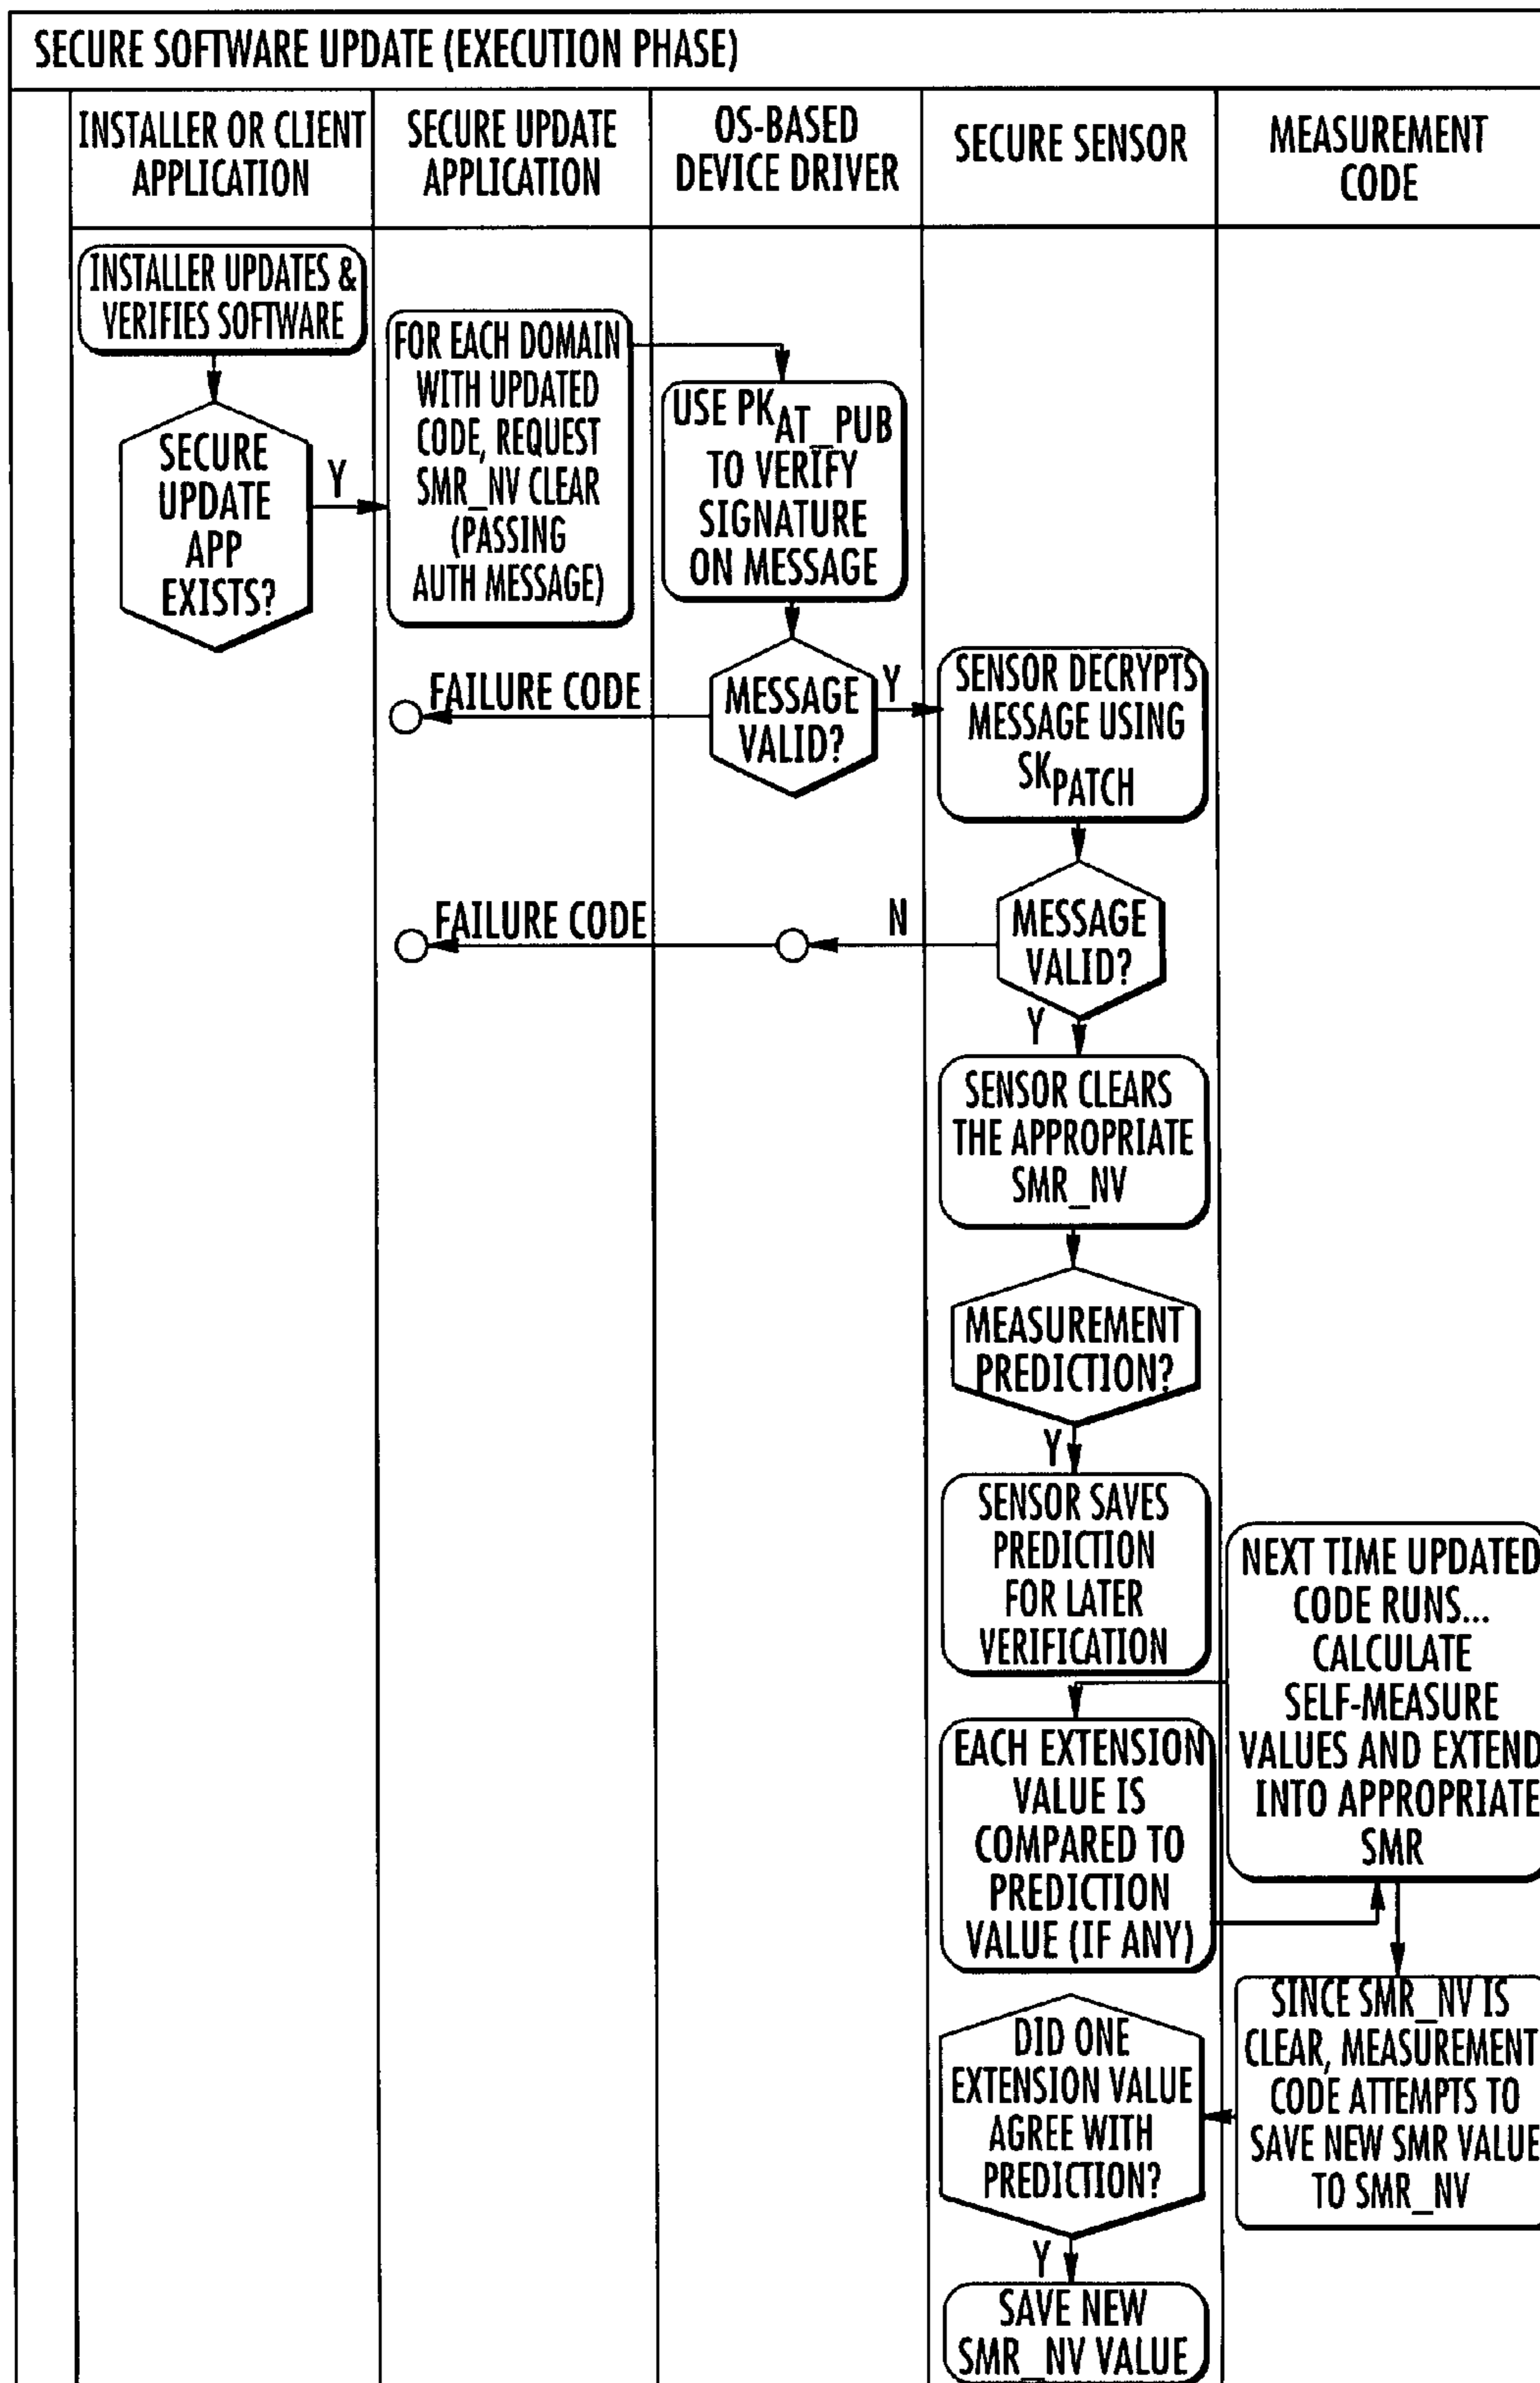 SECURE SOFTWARE UPDATE (EXECUTION PHASE)
INSTALLER OR CLIENT
APPLICATION
SECURE UPDATE
APPLICATION
OS-BASED
DEVICE DRIVER
SECURE SENSOR
MEASUREMENT
CODE
INSTALLER UPDATES &
VERIFIES SOFTWARE
SECURE
UPDATE
APP
EXISTS?
Y
FOR EACH DOMAIN
WITH UPDATED
CODE, REQUEST
SMR_NV CLEAR
(PASSING
AUTH MESSAGE)
USE PKAT_PUB
TO VERIFY
SIGNATURE
ON MESSAGE
MESSAGE
VALID?
Y
FAILURE CODE
SENSOR DECRYPTS
MESSAGE USING
SKPATCH
MESSAGE
VALID?
N
FAILURE CODE
Y
SENSOR CLEARS
THE APPROPRIATE
SMR_NV
MEASUREMENT
PREDICTION?
Y
SENSOR SAVES
PREDICTION
FOR LATER
VERIFICATION
NEXT TIME UPDATED
CODE RUNS...
CALCULATE
SELF-MEASURE
VALUES AND EXTEND
INTO APPROPRIATE
SMR
EACH EXTENSION
VALUE IS
COMPARED TO
PREDICTION
VALUE (IF ANY)
SINCE SMR_NV IS
CLEAR, MEASUREMENT
CODE ATTEMPTS TO
SAVE NEW SMR VALUE
TO SMR_NV
DID ONE
EXTENSION VALUE
AGREE WITH
PREDICTION?
Y
SAVE NEW
SMR_NV VALUE